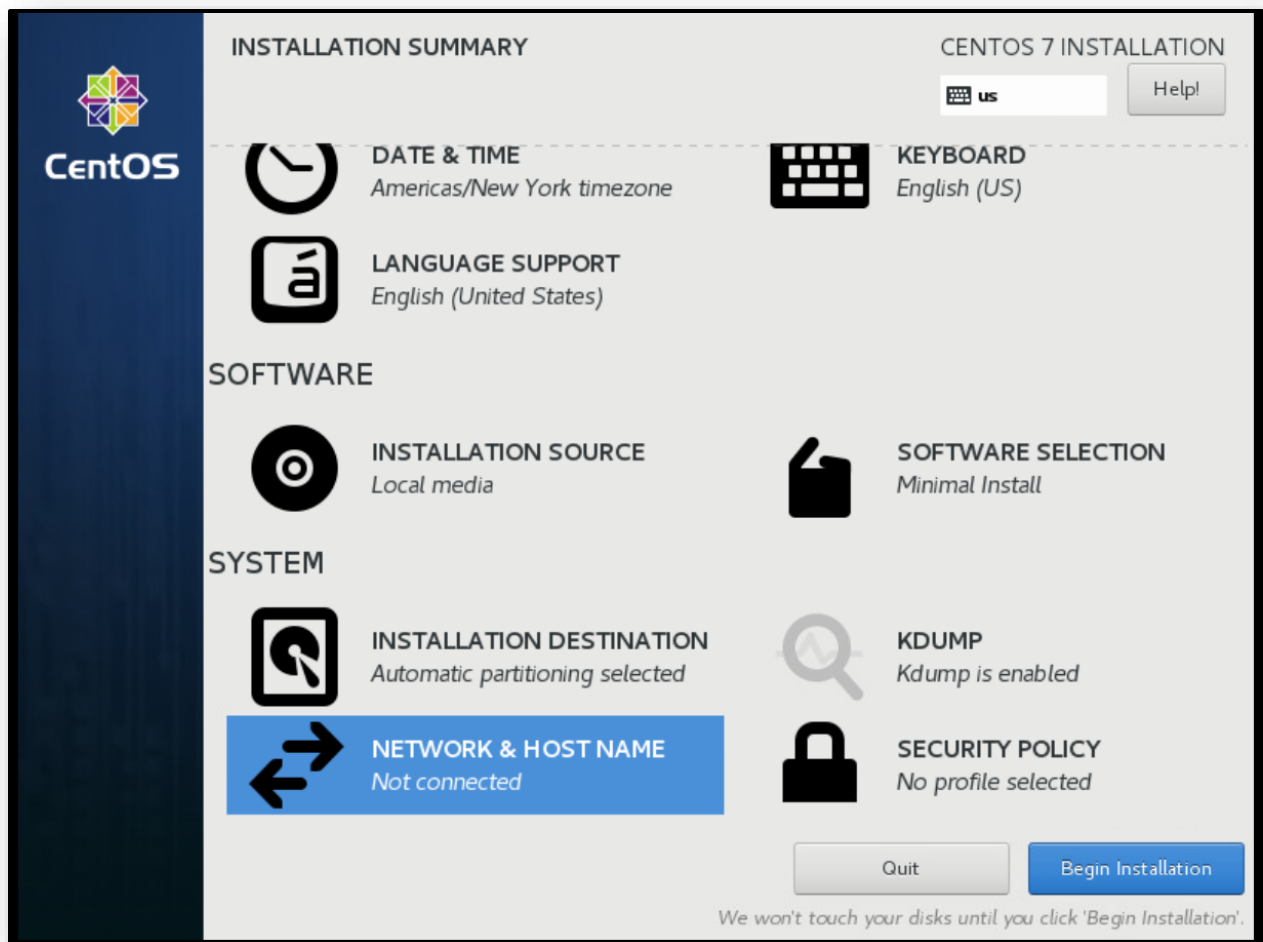 INSTALLATION SUMMARY
CENTOS 7 INSTALLATION
us
Help!
CentOS
DATE & TIME
Americas/New York timezone
KEYBOARD
English (US)
á
LANGUAGE SUPPORT
English (United States)
SOFTWARE
INSTALLATION SOURCE
Local media
SOFTWARE SELECTION
Minimal Install
SYSTEM
INSTALLATION DESTINATION
Automatic partitioning selected
KDUMP
Kdump is enabled
NETWORK & HOST NAME
Not connected
SECURITY POLICY
No profile selected
Quit
Begin Installation
We won't touch your disks until you click 'Begin Installation'.